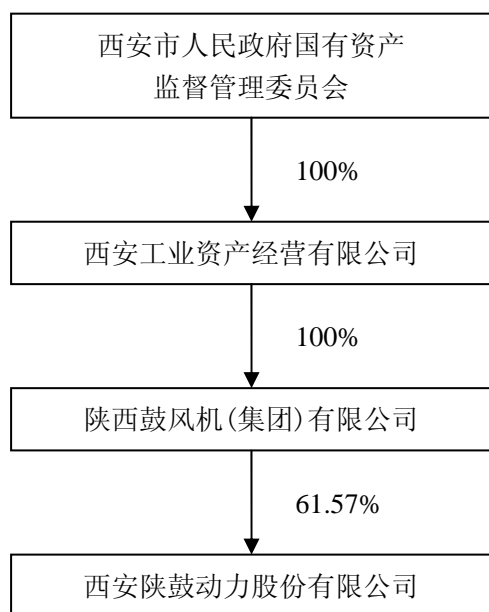 西安市人民政府国有资产
监督管理委员会
100%
西安工业资产经营有限公司
100%
陕西鼓风机(集团)有限公司
61.57%
西安陕鼓动力股份有限公司